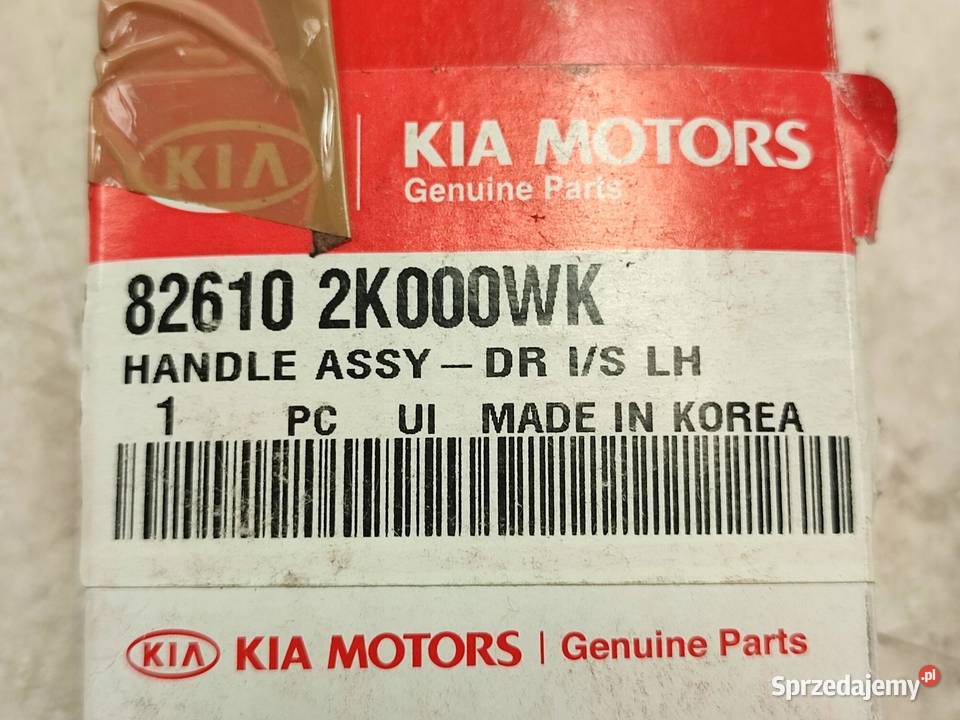 KIA
KIA MOTORS
Genuine Parts
82610 2K000WK
HANDLE ASSY – DR I/S LH
1 PC UI MADE IN KOREA
KIA KIA MOTORS | Genuine Parts
Sprzedajemy.pl